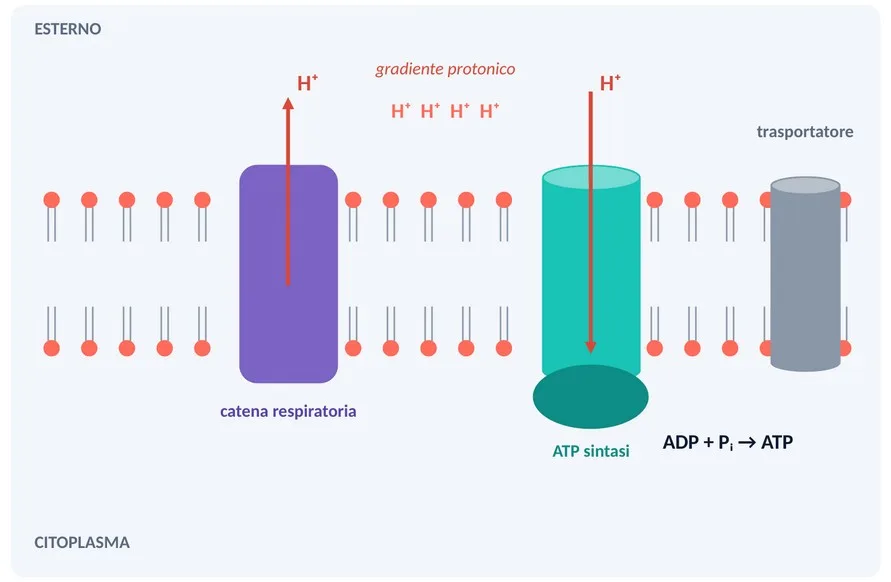 ESTERNO
gradiente protonico
H⁺
H⁺
H⁺ H⁺ H⁺ H⁺
trasportatore
catena respiratoria
ADP + Pᵢ → ATP
ATP sintasi
CITOPLASMA